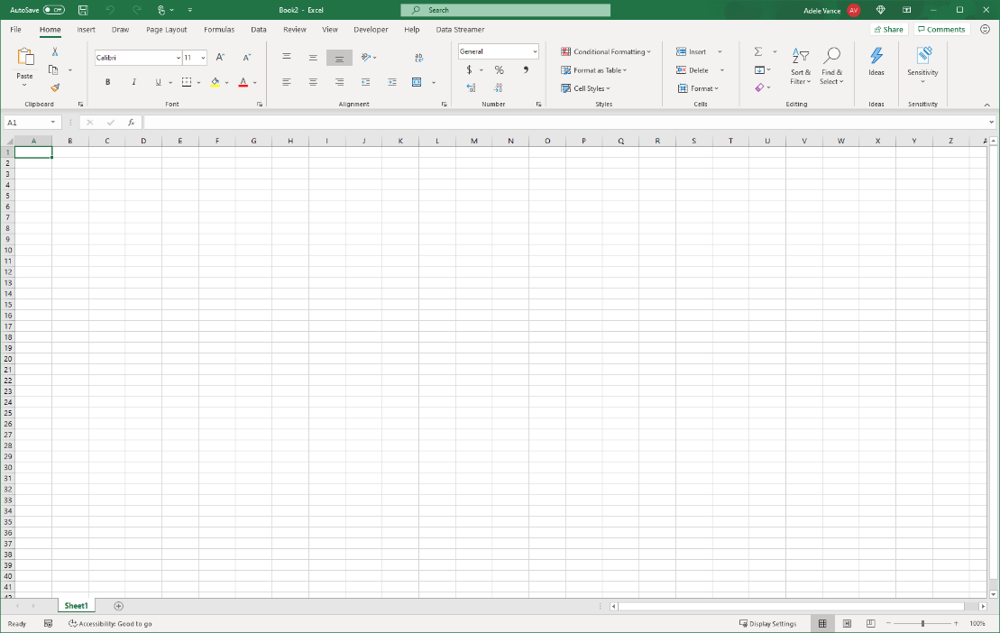 AutoSave Off Book2 - Excel Search Adele Vance AV
File Home Insert Draw Page Layout Formulas Data Review View Developer Help Data Streamer Share Comments
Paste
Calibri 11
B I U
A
ab
General
$ % 9
.00
Conditional Formatting
Format as Table
Cell Styles
Insert
Delete
Format
Sort & Filter
Find & Select
Ideas
Sensitivity
Clipboard Font Alignment Number Styles Cells Editing Ideas Sensitivity
A1 fx
A B C D E F G H I J K L M N O P Q R S T U V W X Y Z
1
2
3
4
5
6
7
8
9
10
11
12
13
14
15
16
17
18
19
20
21
22
23
24
25
26
27
28
29
30
31
32
33
34
35
36
37
38
39
40
41
Sheet1
Ready Accessibility: Good to go Display Settings 100%